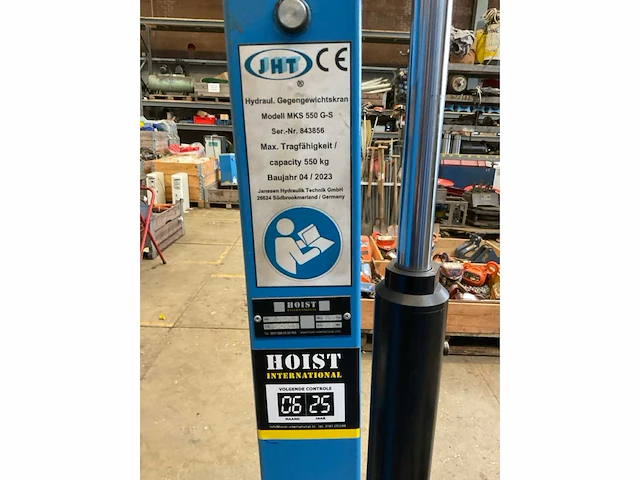 JHT CE
®
Hydraul. Gegengewichtskran
Modell MKS 550 G-S
Ser.-Nr. 843856
Max. Tragfähigkeit /
capacity 550 kg
Baujahr 04 / 2023
Janssen Hydraulik Technik GmbH
26624 Südbrookmerland / Germany
HOIST
HOIST
INTERNATIONAL
VOLGENDE CONTROLE
06 25
MAAND JAAR